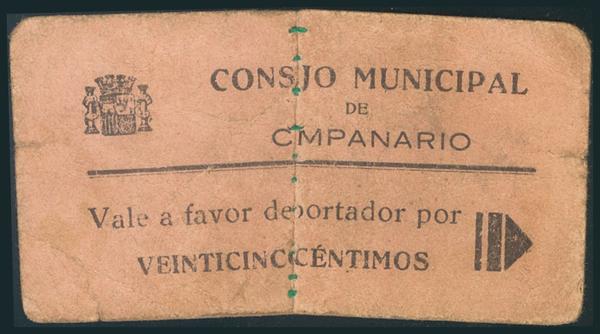 CONSJO MUNICIPAL
DE
CMPANARIO
Vale a favor deportador por
VEINTICINCCÉNTIMOS